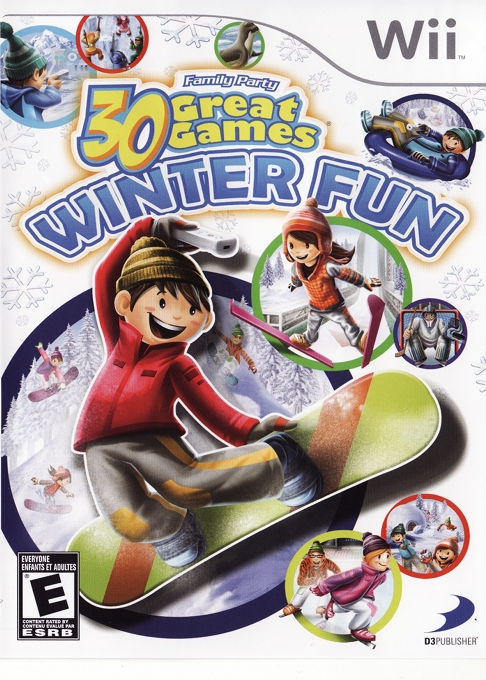 Wii™
Family Party
30 Great
Games®
WINTER FUN
EVERYONE
ENFANTS ET ADULTES
E
CONTENT RATED BY
CONTENU ÉVALUÉ PAR
ESRB
D3PUBLISHER®